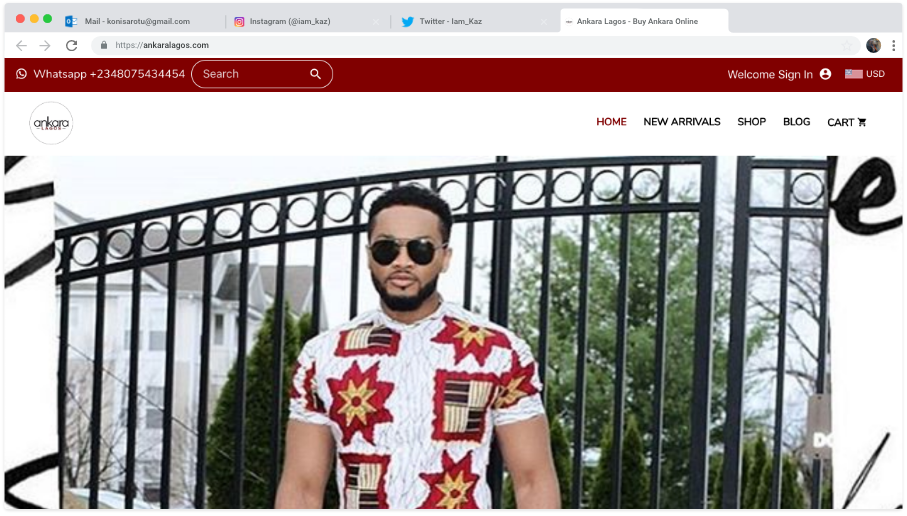 Mail - konisarotu@gmail.com
Instagram (@iam_kaz)
Twitter - Iam_Kaz
Ankara Lagos - Buy Ankara Online
https://ankaralagos.com
Whatsapp +2348075434454
Search
Welcome Sign In
USD
ankara
LAGOS
HOME
NEW ARRIVALS
SHOP
BLOG
CART
e
DO